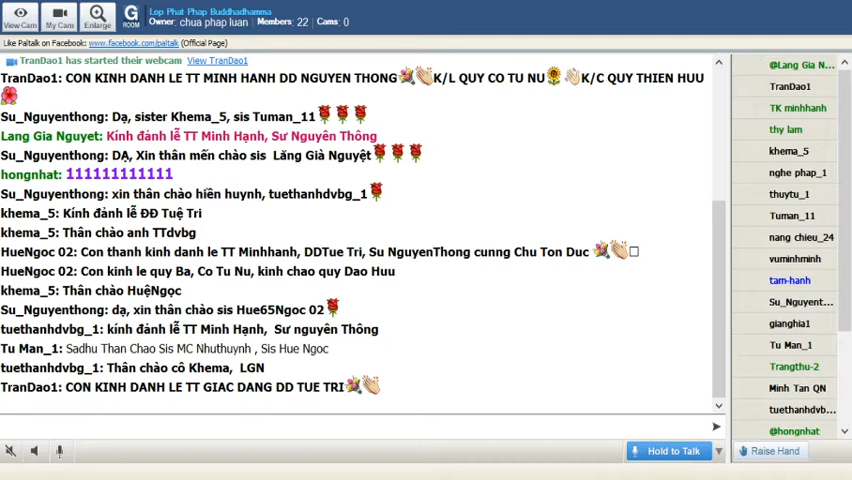 View Cam
My Cam
Enlarge
G
ROOM
Lop Phat Phap Buddhadhamma
Owner: chua phap luan Members: 22 Cams: 0
Like Paltalk on Facebook: www.facebook.com/paltalk (Official Page)
TranDao1 has started their webcam View TranDao1
TranDao1: CON KINH DANH LE TT MINH HANH DD NGUYEN THONG K/L QUY CO TU NU K/C QUY THIEN HUU
Su_Nguyenthong: Dạ, sister Khema_5, sis Tuman_11
Lang Gia Nguyet: Kính đảnh lễ TT Minh Hạnh, Sư Nguyên Thông
Su_Nguyenthong: DẠ, Xin thân mến chào sis Lăng Già Nguyệt
hongnhat: 111111111111
Su_Nguyenthong: xin thân chào hiền huynh, tuethanhdvbg_1
khema_5: Kính đảnh lễ ĐĐ Tuệ Tri
khema_5: Thân chào anh TTdvbg
HueNgoc 02: Con thanh kinh danh le TT Minhhanh, DDTue Tri, Su NguyenThong cunng Chu Ton Duc
HueNgoc 02: Con kinh le quy Ba, Co Tu Nu, kinh chao quy Dao Huu
khema_5: Thân chào HuệNgọc
Su_Nguyenthong: dạ, xin thân chào sis Hue65Ngoc 02
tuethanhdvbg_1: kính đảnh lễ TT Minh Hạnh, Sư nguyên Thông
Tu Man_1: Sadhu Than Chao Sis MC Nhuthuynh , Sis Hue Ngoc
tuethanhdvbg_1: Thân chào cô Khema, LGN
TranDao1: CON KINH DANH LE TT GIAC DANG DD TUE TRI
@Lang Gia N...
TranDao1
TK minhhanh
thy lam
khema_5
nghe phap_1
thuytu_1
Tuman_11
nang chieu_24
vuminhminh
tam-hanh
Su_Nguyent...
gianghia1
Tu Man_1
Trangthu-2
Minh Tan QN
tuethanhdvb...
@hongnhat
Hold to Talk
Raise Hand